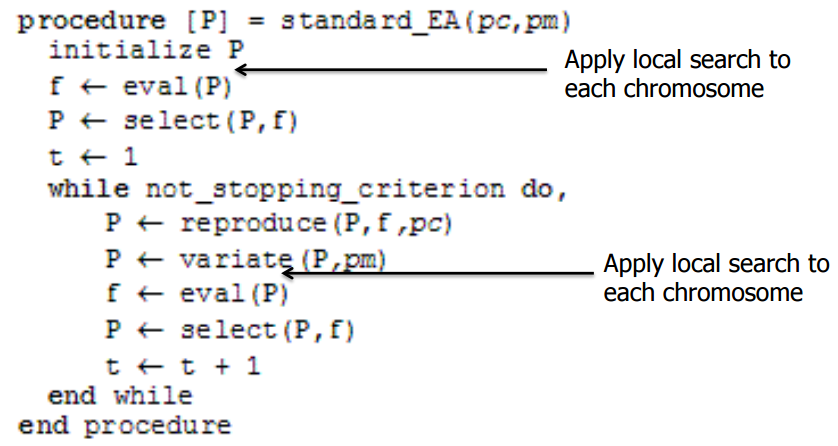 procedure [P] = standard_EA(pc,pm)
initialize P
f ← eval(P)
P ← select(P,f)
t ← 1
while not_stopping_criterion do,
P ← reproduce(P,f,pc)
P ← variate(P,pm)
f ← eval(P)
P ← select(P,f)
t ← t + 1
end while
end procedure
Apply local search to
each chromosome
Apply local search to
each chromosome